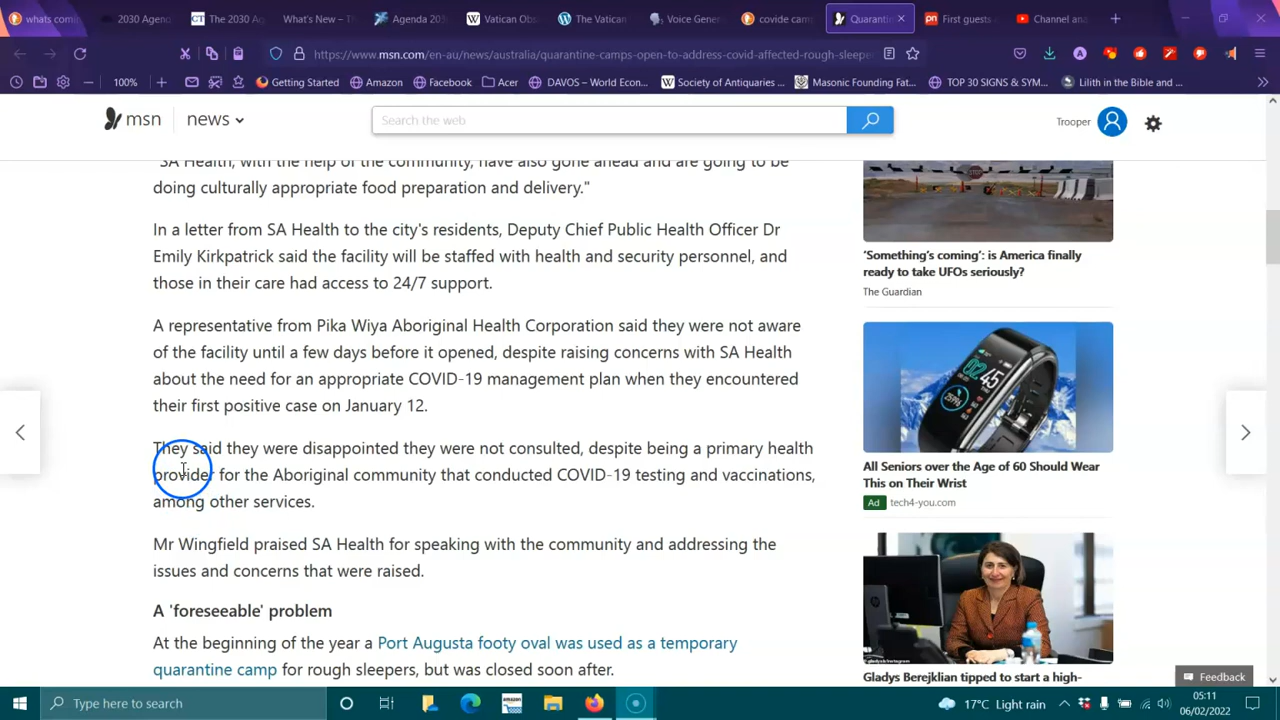 whats comin
2030 Agenda
CT The 2030 Ag
What's New – Th
Agenda 203
W Vatican Obs
The Vatican
Voice Gener
covide cam
Quarantin
pn First guests
Channel ana
https://www.msn.com/en-au/news/australia/quarantine-camps-open-to-address-covid-affected-rough-sleepe
100%
Getting Started
Amazon
Facebook
Acer
DAVOS – World Econ...
W Society of Antiquaries ...
Masonic Founding Fat...
TOP 30 SIGNS & SYM...
Lilith in the Bible and ...
msn
news
Search the web
Trooper
"SA Health, with the help of the community, have also gone ahead and are going to be
doing culturally appropriate food preparation and delivery."
In a letter from SA Health to the city's residents, Deputy Chief Public Health Officer Dr
Emily Kirkpatrick said the facility will be staffed with health and security personnel, and
those in their care had access to 24/7 support.
A representative from Pika Wiya Aboriginal Health Corporation said they were not aware
of the facility until a few days before it opened, despite raising concerns with SA Health
about the need for an appropriate COVID-19 management plan when they encountered
their first positive case on January 12.
They said they were disappointed they were not consulted, despite being a primary health
provider for the Aboriginal community that conducted COVID-19 testing and vaccinations,
among other services.
Mr Wingfield praised SA Health for speaking with the community and addressing the
issues and concerns that were raised.
A 'foreseeable' problem
At the beginning of the year a Port Augusta footy oval was used as a temporary
quarantine camp for rough sleepers, but was closed soon after.
STOP
'Something's coming': is America finally
ready to take UFOs seriously?
The Guardian
All Seniors over the Age of 60 Should Wear
This on Their Wrist
Ad tech4-you.com
Gladys Berejklian tipped to start a high-
Feedback
Type here to search
amazon
17°C Light rain
05:11
06/02/2022